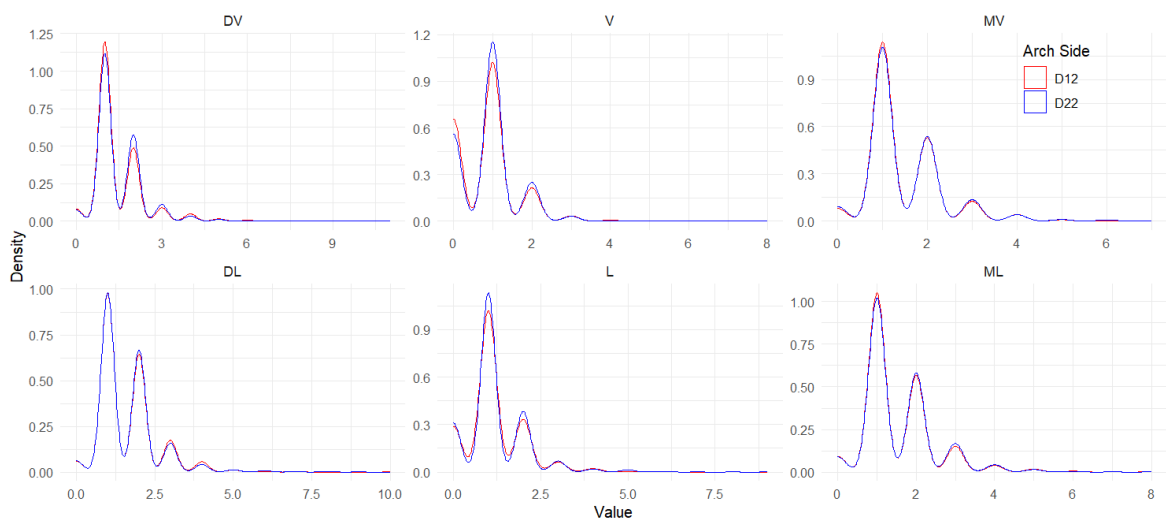 DV V MV
1.25 1.2
1.00 0.9 0.9
0.75 0.6 0.6
0.50 0.3 0.3
0.25 0.0 0.0
0.00
Arch Side
D12
D22
0 3 6 9 0 2 4 6 8 0 2 4 6
Density
DL L ML
1.00 0.9 1.00
0.75 0.6 0.75
0.50 0.3 0.50
0.25 0.0 0.25
0.00 0.00
0.0 2.5 5.0 7.5 10.0 0.0 2.5 5.0 7.5 0 2 4 6 8
Value